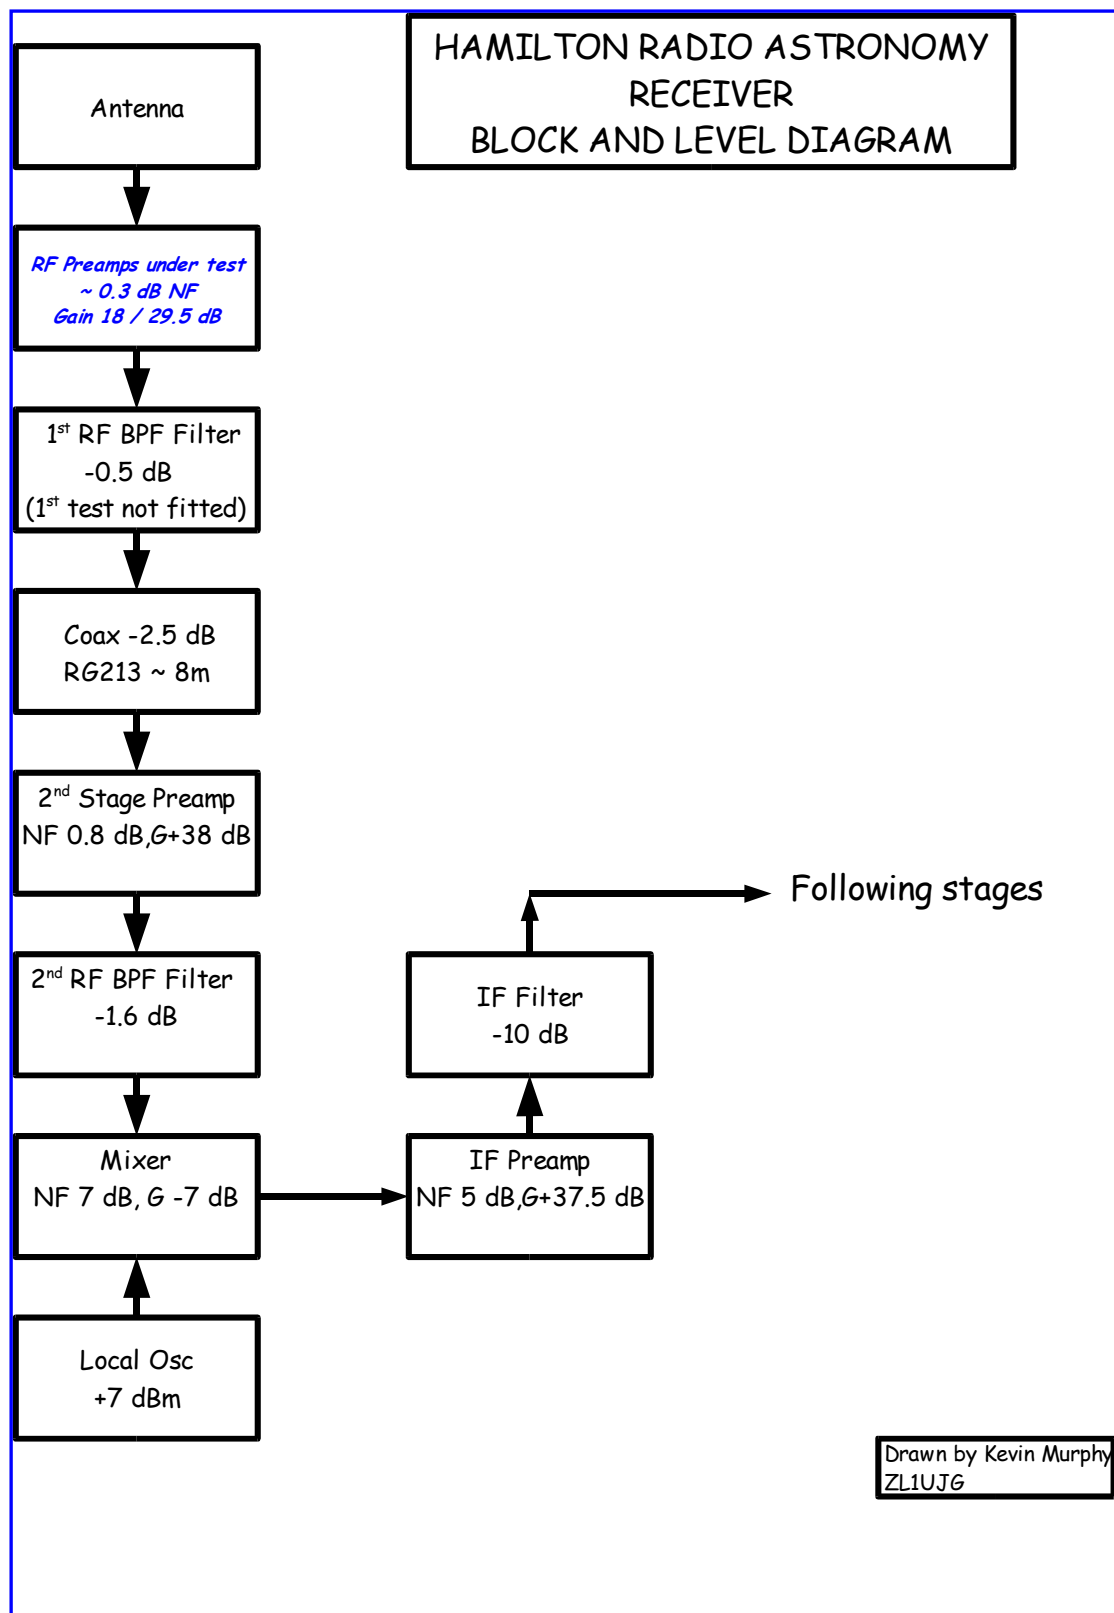 HAMILTON RADIO ASTRONOMY
RECEIVER
BLOCK AND LEVEL DIAGRAM
Antenna
RF Preamps under test
~ 0.3 dB NF
Gain 18 / 29.5 dB
1st RF BPF Filter
-0.5 dB
(1st test not fitted)
Coax -2.5 dB
RG213 ~ 8m
2nd Stage Preamp
NF 0.8 dB,G+38 dB
2nd RF BPF Filter
-1.6 dB
Mixer
NF 7 dB, G -7 dB
Local Osc
+7 dBm
IF Preamp
NF 5 dB,G+37.5 dB
IF Filter
-10 dB
Following stages
Drawn by Kevin Murphy
ZL1UJG